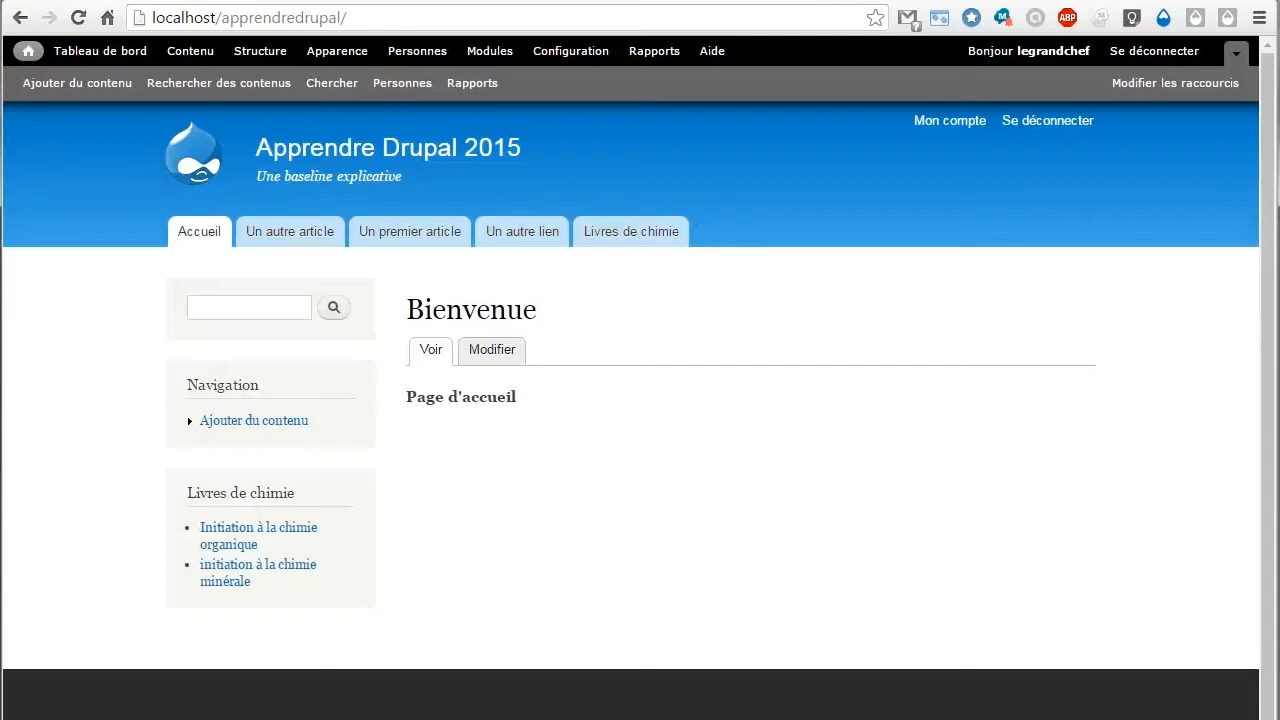 localhost/apprendredrupal/
Tableau de bord Contenu Structure Apparence Personnes Modules Configuration Rapports Aide Bonjour legrandchef Se déconnecter
Ajouter du contenu Rechercher des contenus Chercher Personnes Rapports Modifier les raccourcis
Mon compte Se déconnecter
Apprendre Drupal 2015
Une baseline explicative
Accueil Un autre article Un premier article Un autre lien Livres de chimie
Bienvenue
Voir Modifier
Page d'accueil
Navigation
Ajouter du contenu
Livres de chimie
Initiation à la chimie
organique
initiation à la chimie
minérale